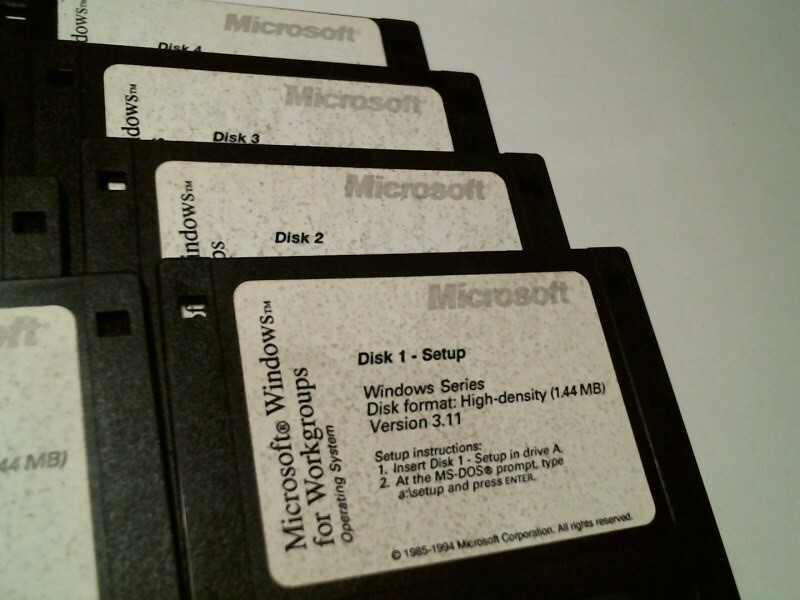 Microsoft
Disk 4
dows™
Microsoft
Disk 3
dows™
Microsoft
Disk 2
indows™
ps
Microsoft
Disk 1 - Setup
Windows Series
Disk format: High-density (1.44 MB)
Version 3.11
Setup instructions:
1. Insert Disk 1 - Setup in drive A.
2. At the MS-DOS® prompt, type
a:\setup and press ENTER.
© 1985-1994 Microsoft Corporation. All rights reserved.
Microsoft® Windows™
for Workgroups
Operating System
ft
44 MB)